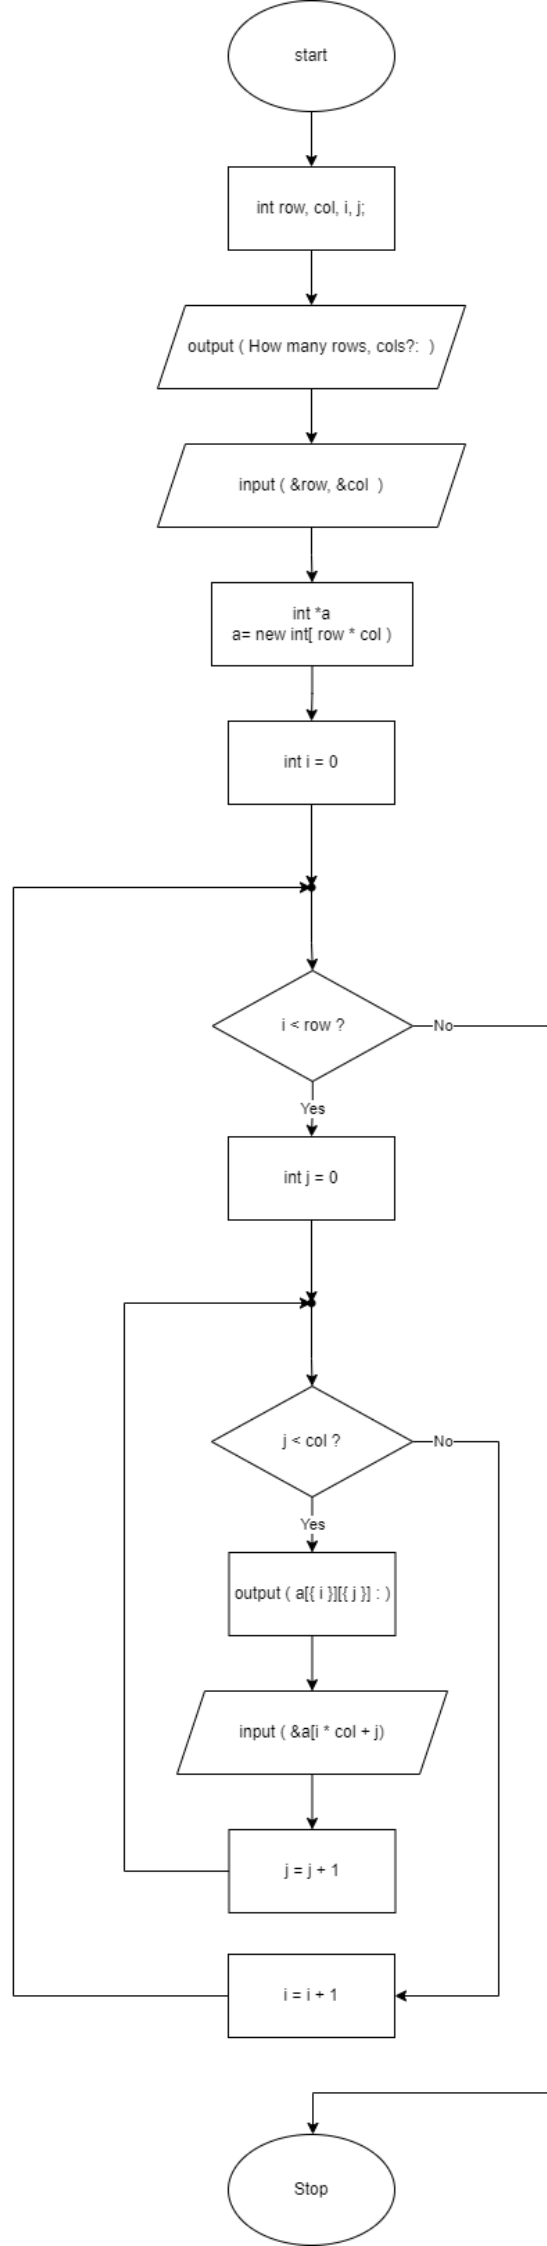 start
int row, col, i, j;
output ( How many rows, cols?:  )
input ( &row, &col  )
int *a
a= new int[ row * col )
int i = 0
i < row ?
No
Yes
int j = 0
j < col ?
No
Yes
output ( a[{ i }][{ j }] : )
input ( &a[i * col + j)
j = j + 1
i = i + 1
Stop